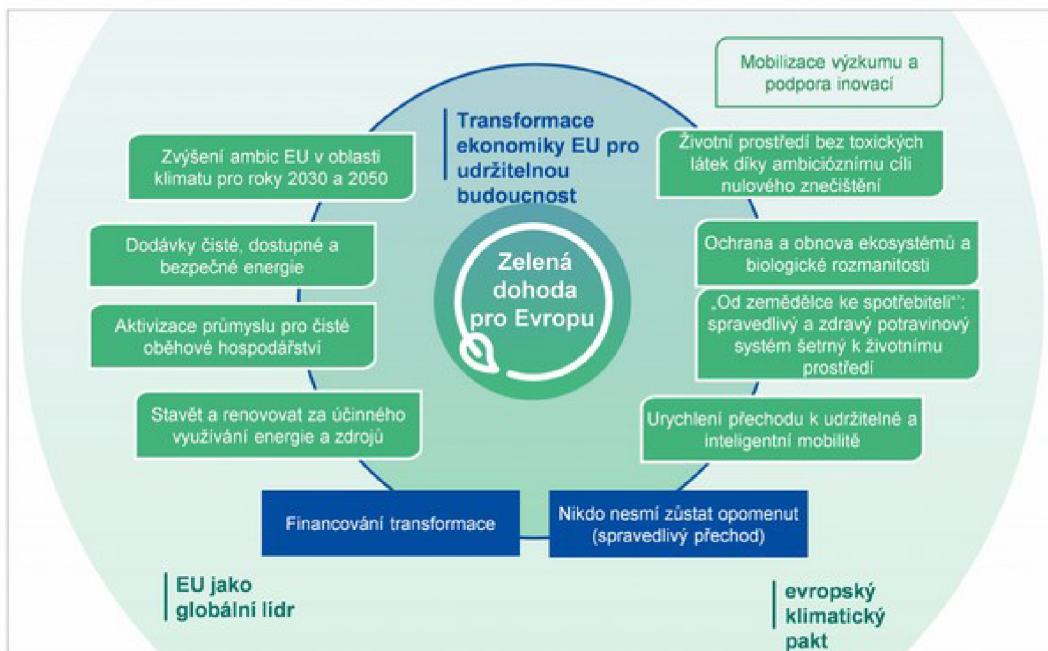 Mobilizace výzkumu a
podpora inovací
Transformace
ekonomiky EU pro
udržitelnou
budoucnost
Zvýšení ambic EU v oblasti
klimatu pro roky 2030 a 2050
Dodávky čisté, dostupné a
bezpečné energie
Aktivizace průmyslu pro čisté
oběhové hospodářství
Stavět a renovovat za účinného
využívání energie a zdrojů
Zelená
dohoda
pro Evropu
Životní prostředí bez toxických
látek díky ambicióznímu cíli
nulového znečištění
Ochrana a obnova ekosystémů a
biologické rozmanitosti
„Od zemědělce ke spotřebiteli“:
spravedlivý a zdravý potravinový
systém šetrný k životnímu
prostředí
Urychlení přechodu k udržitelné a
inteligentní mobilitě
Financování transformace
Nikdo nesmí zůstat opomenut
(spravedlivý přechod)
EU jako
globální lídr
evropský
klimatický
pakt